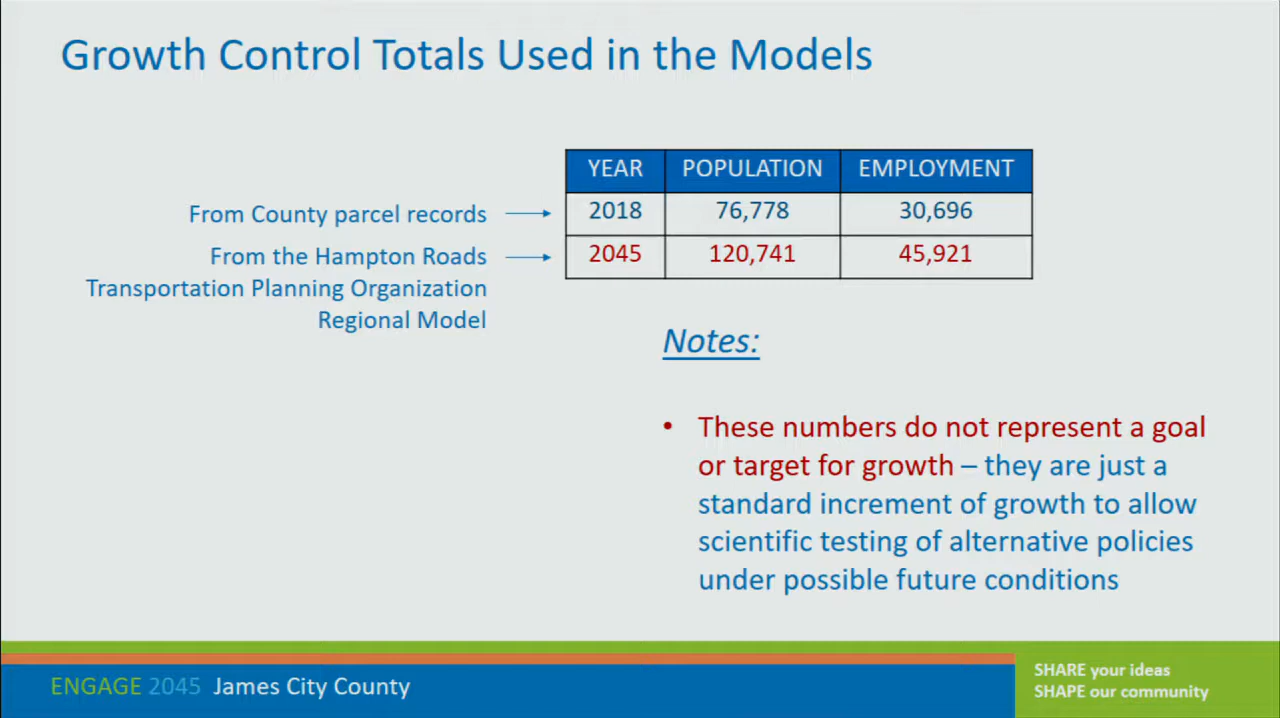 Growth Control Totals Used in the Models
YEAR POPULATION EMPLOYMENT
From County parcel records 2018 76,778 30,696
From the Hampton Roads 2045 120,741 45,921
Transportation Planning Organization
Regional Model
Notes:
• These numbers do not represent a goal
or target for growth – they are just a
standard increment of growth to allow
scientific testing of alternative policies
under possible future conditions
ENGAGE 2045 James City County
SHARE your ideas
SHAPE our community